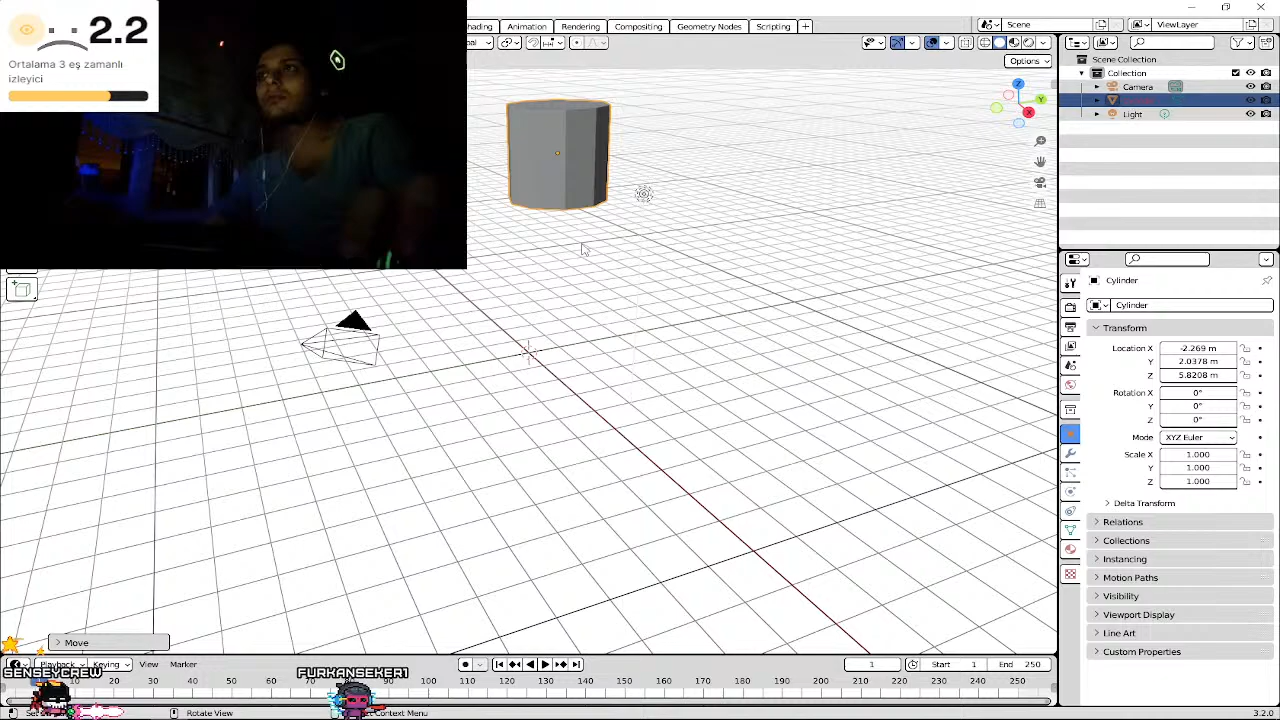 2.2
Ortalama 3 eş zamanlı
izleyici
Animation
Rendering
Compositing
Geometry Nodes
Scripting
Scene
ViewLayer
Options
X
Y
Z
Scene Collection
Collection
Camera
Light
Cylinder
Cylinder
Transform
Location X -2.269 m
Y 2.0378 m
Z 5.8208 m
Rotation X 0°
Y 0°
Z 0°
Mode XYZ Euler
Scale X 1.000
Y 1.000
Z 1.000
Delta Transform
Relations
Collections
Instancing
Motion Paths
Visibility
Viewport Display
Line Art
Custom Properties
Move
Playback Keying View Marker
1 Start 1 End 250
SENSEYCREW
FURKANSEKER1
10 20 30 40 50 60 70 80 90 100 110 120 130 140 150 160 170 180 190 200 210 220 230 240 250
Rotate View
Context Menu
3.2.0